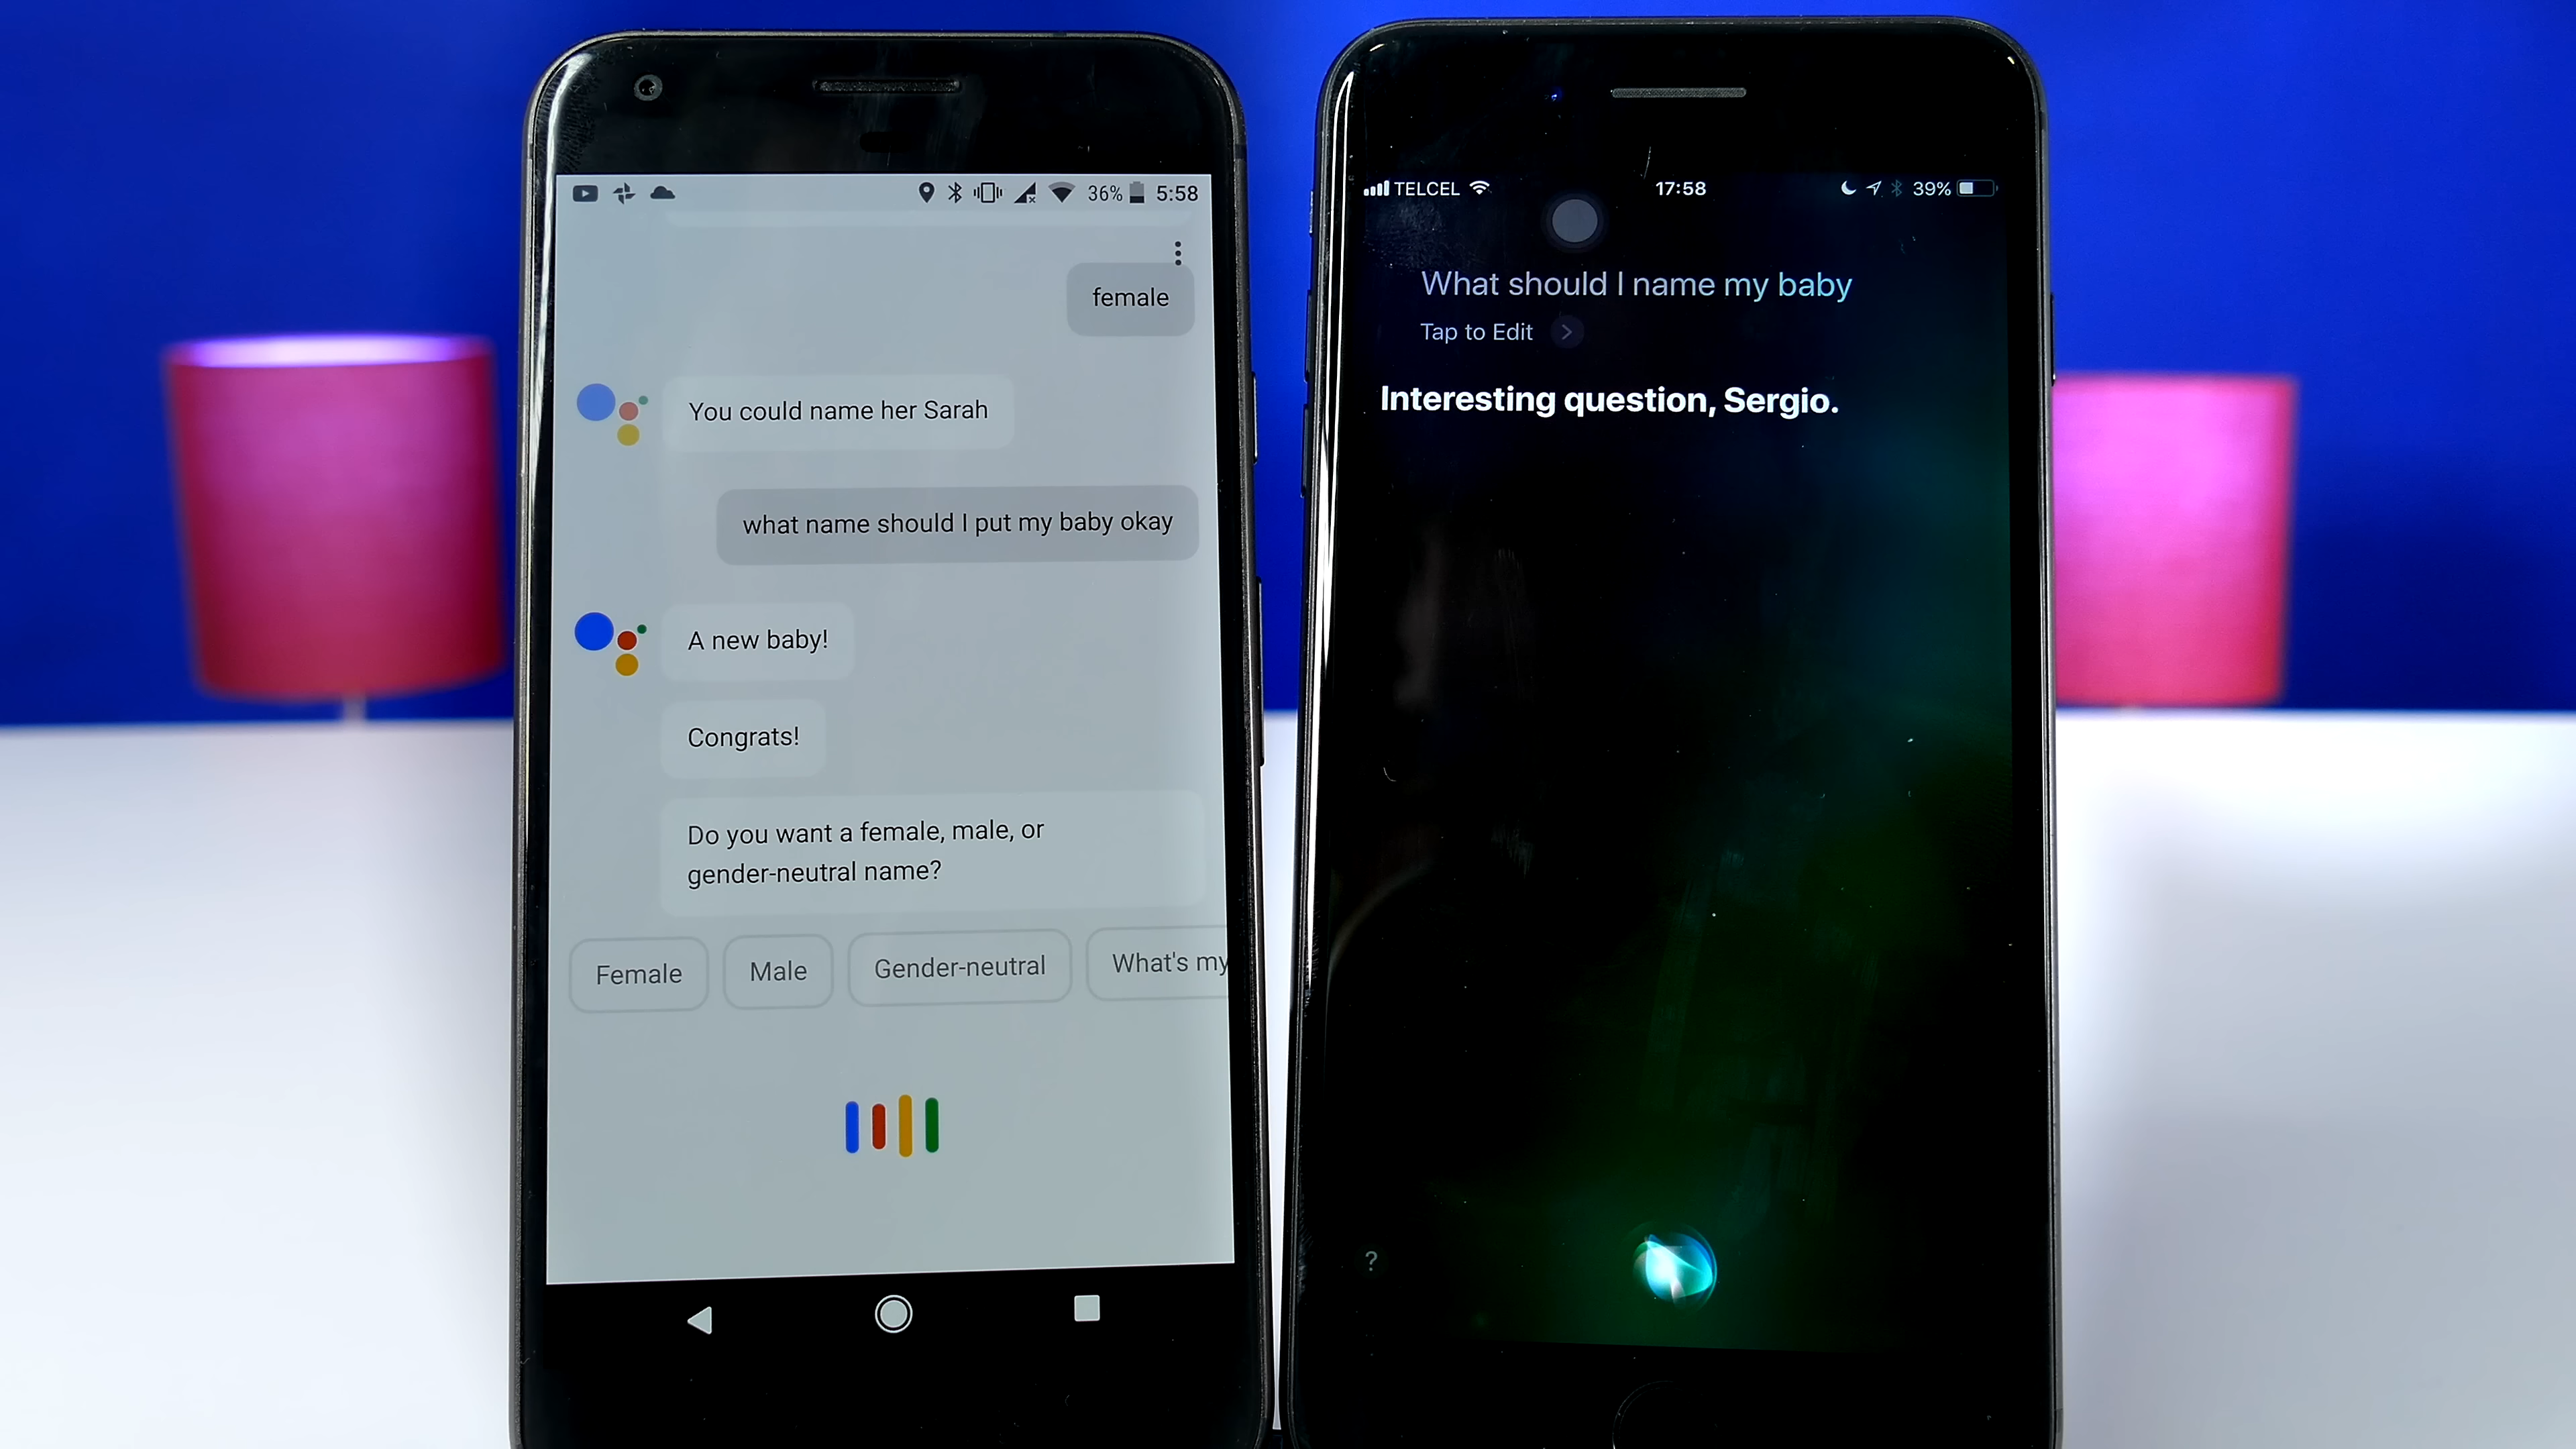 36% 5:58
female
You could name her Sarah
what name should I put my baby okay
A new baby!
Congrats!
Do you want a female, male, or
gender-neutral name?
Female Male Gender-neutral What's my
TELCEL 17:58 39%
What should I name my baby
Tap to Edit
Interesting question, Sergio.
?